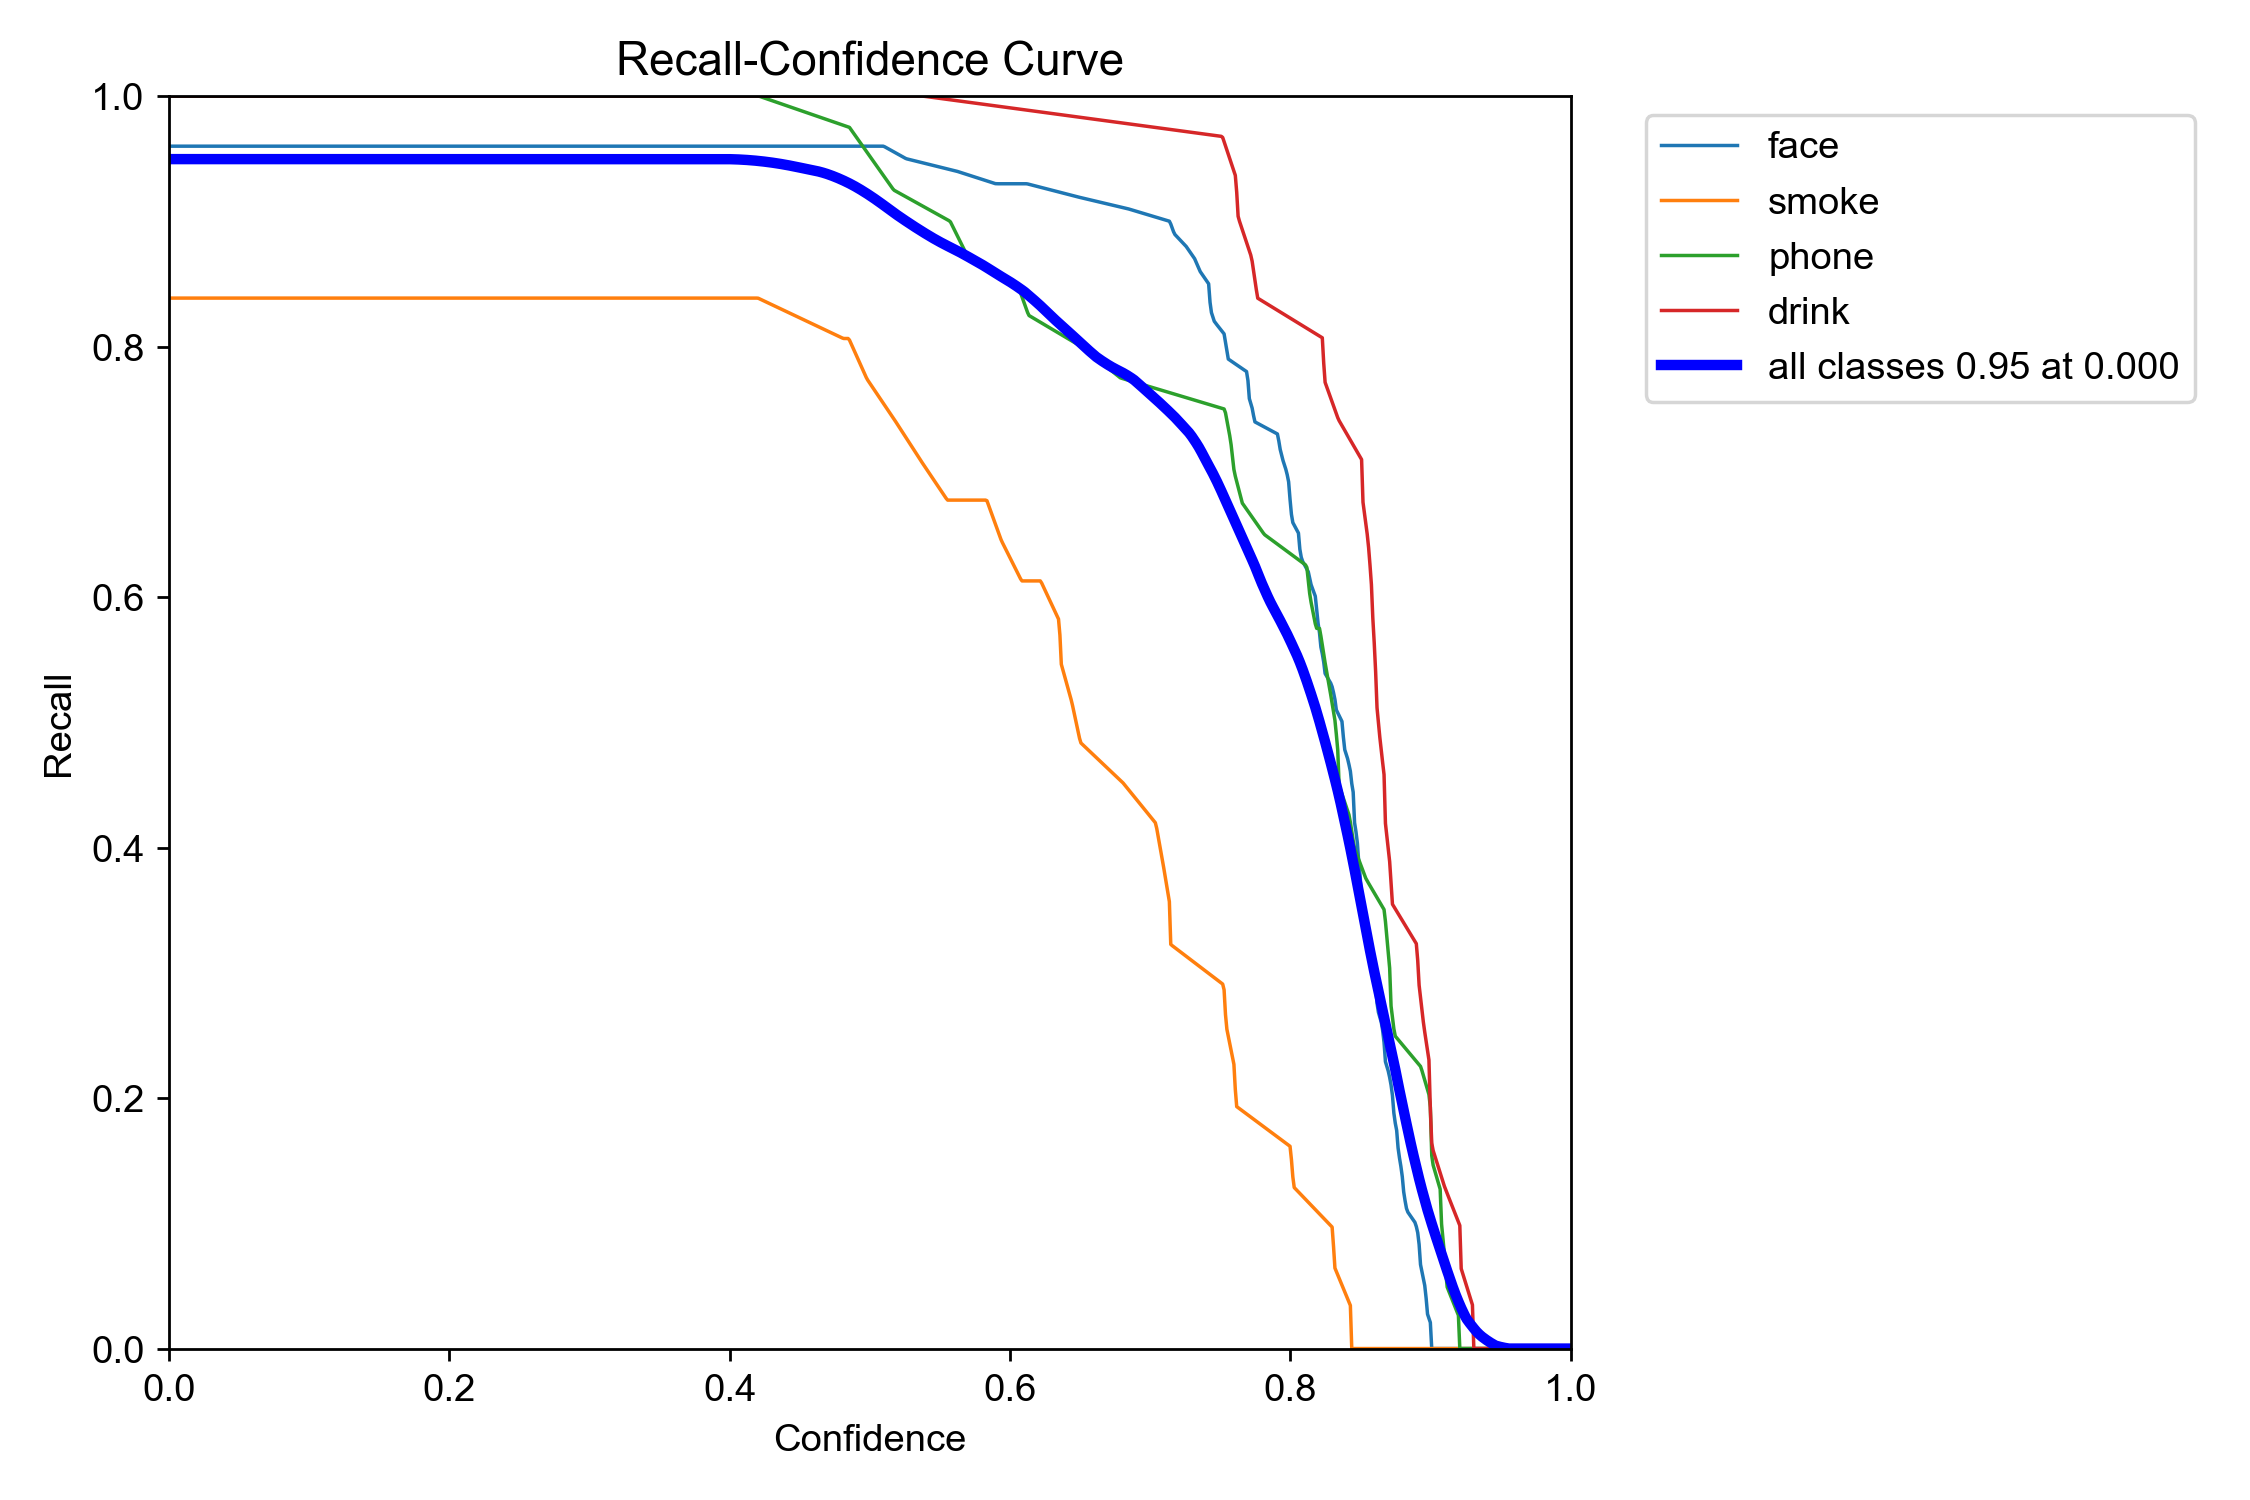 Recall-Confidence Curve
1.0
0.8
0.6
0.4
0.2
0.0
Recall
0.0 0.2 0.4 0.6 0.8 1.0
Confidence
face
smoke
phone
drink
all classes 0.95 at 0.000